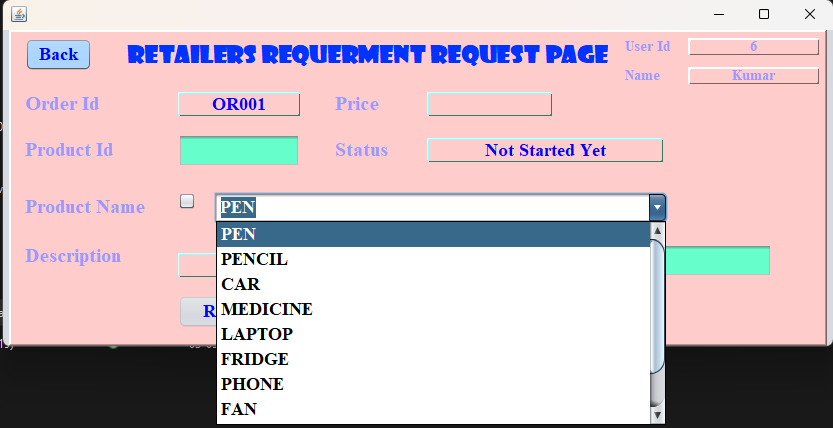 Back
RETAILERS REQUERMENT REQUEST PAGE
User Id 6
Name Kumar
Order Id OR001 Price
Product Id Status Not Started Yet
Product Name PEN
PEN
PENCIL
CAR
MEDICINE
LAPTOP
FRIDGE
PHONE
FAN
Description